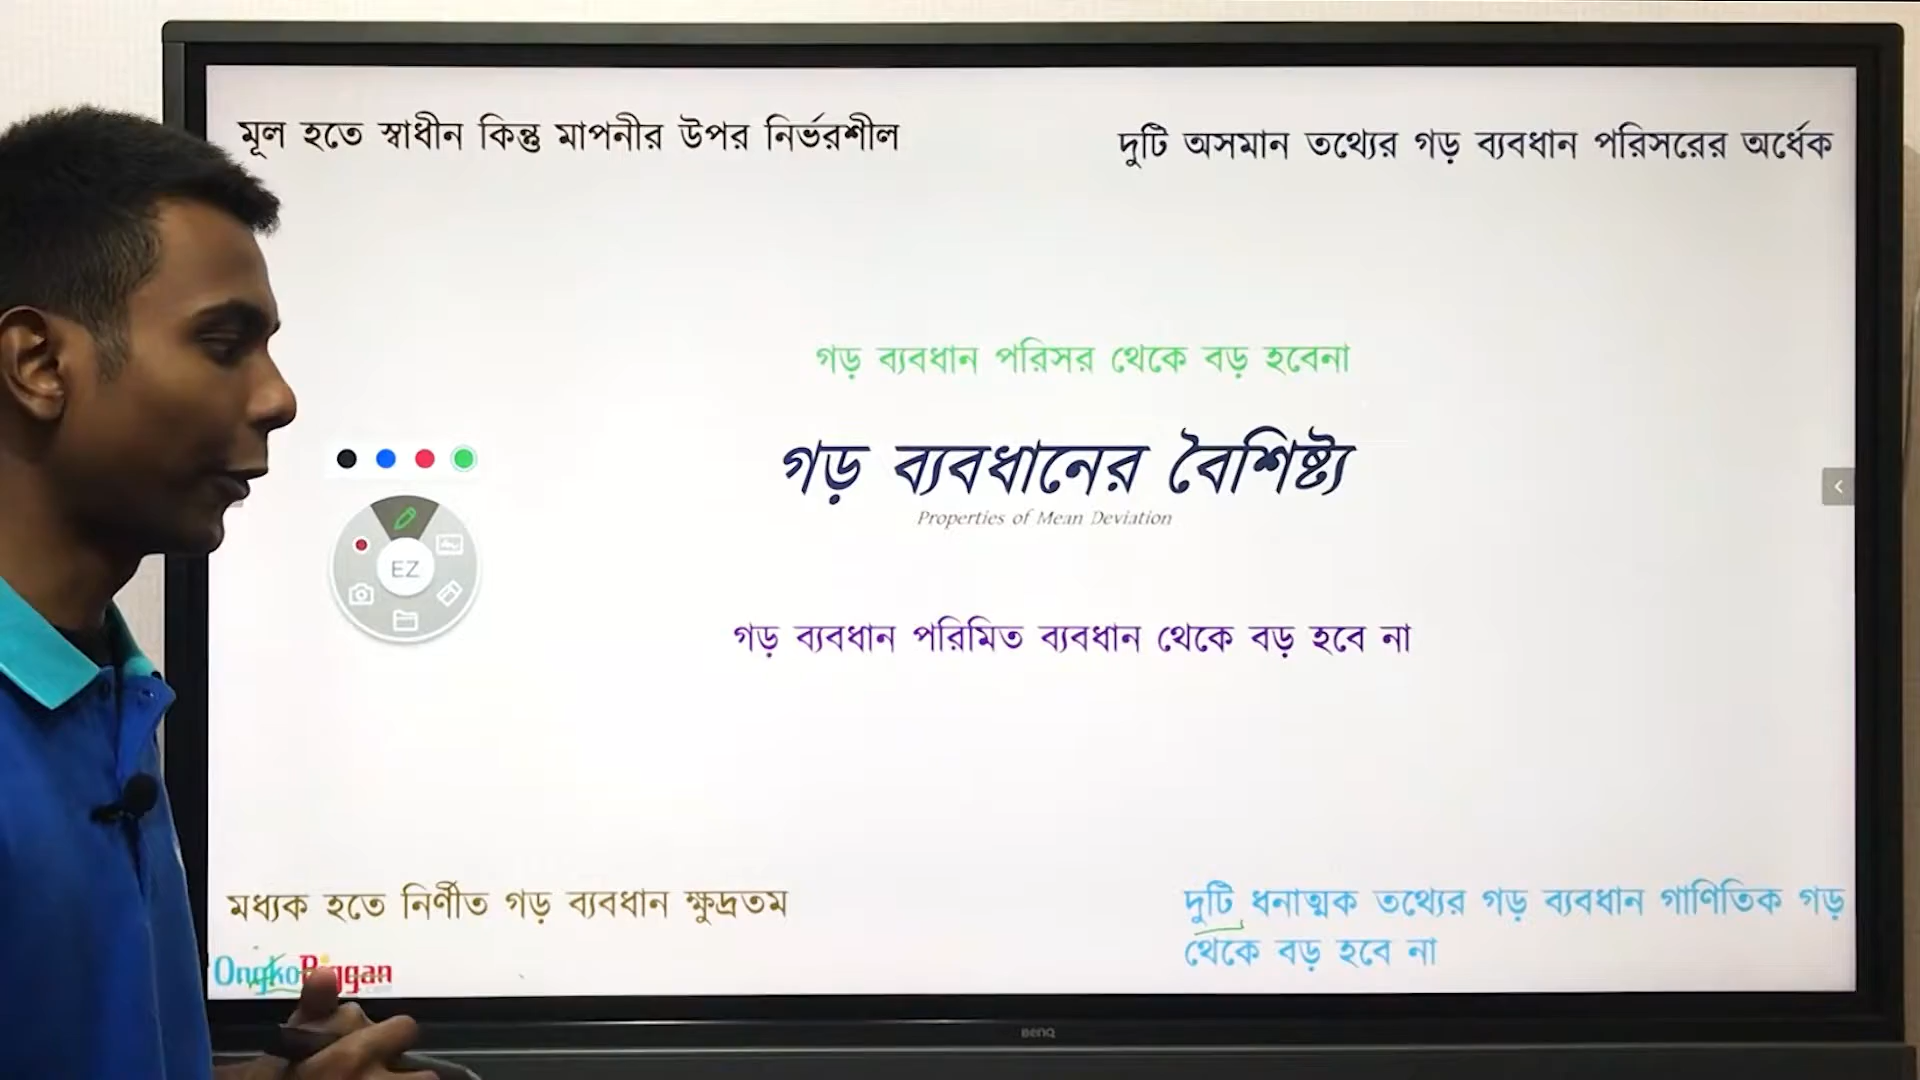 মূল হতে স্বাধীন কিন্তু মাপনীর উপর নির্ভরশীল
দুটি অসমান তথ্যের গড় ব্যবধান পরিসরের অর্ধেক
গড় ব্যবধান পরিসর থেকে বড় হবেনা
গড় ব্যবধানের বৈশিষ্ট্য
Properties of Mean Deviation
EZ
গড় ব্যবধান পরিমিত ব্যবধান থেকে বড় হবে না
মধ্যক হতে নির্ণীত গড় ব্যবধান ক্ষুদ্রতম
দুটি ধনাত্মক তথ্যের গড় ব্যবধান গাণিতিক গড়
থেকে বড় হবে না
OngkoBiggan
BenQ